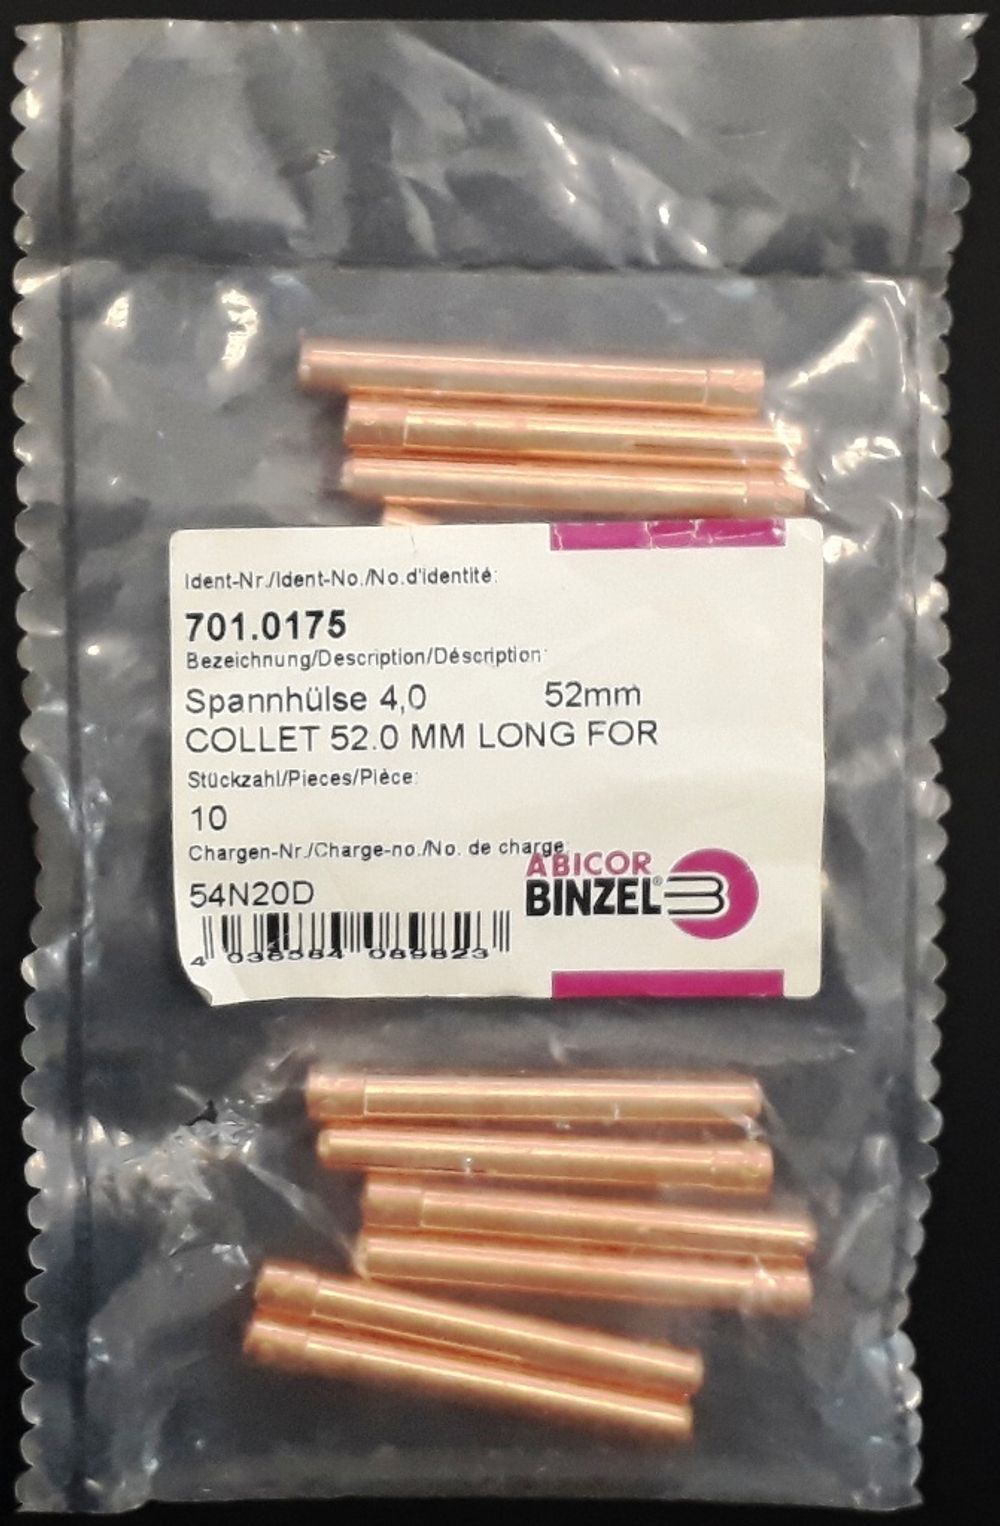 Ident-Nr./Ident-No./No.d'identité:
701.0175
Bezeichnung/Description/Déscription:
Spannhülse 4,0 52mm
COLLET 52.0 MM LONG FOR
Stückzahl/Pieces/Pièce:
10
Chargen-Nr./Charge-no./No. de charge:
54N20D
ABICOR
BINZEL®
4 036584 089823